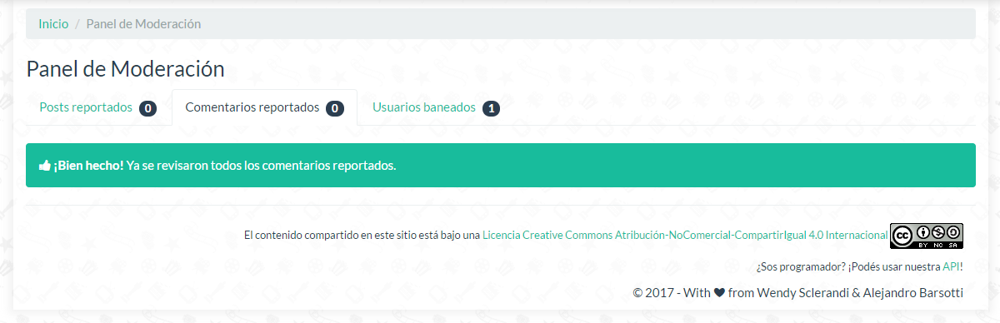 Inicio / Panel de Moderación
Panel de Moderación
Posts reportados 0 Comentarios reportados 0 Usuarios baneados 1
¡Bien hecho! Ya se revisaron todos los comentarios reportados.
El contenido compartido en este sitio está bajo una Licencia Creative Commons Atribución-NoComercial-CompartirIgual 4.0 Internacional cc BY NC SA
¿Sos programador? ¡Podés usar nuestra API!
© 2017 - With ❤ from Wendy Sclerandi & Alejandro Barsotti